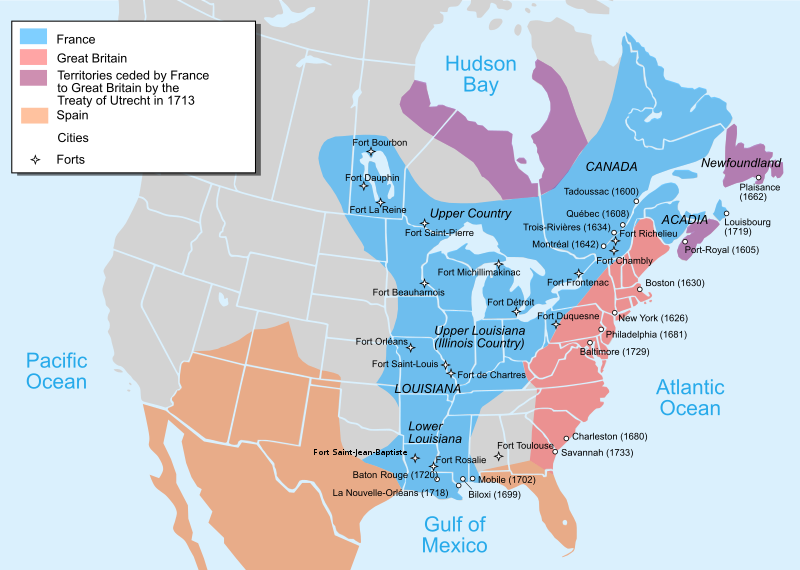 France
Great Britain
Territories ceded by France
to Great Britain by the
Treaty of Utrecht in 1713
Spain
Cities
Forts
Hudson
Bay
Fort Bourbon
Fort Dauphin
Fort La Reine
CANADA
Newfoundland
Plaisance
(1662)
Tadoussac (1600)
Upper Country
Québec (1608)
ACADIA
Louisbourg
(1719)
Trois-Rivières (1634)
Fort Richelieu
Fort Saint-Pierre
Montréal (1642)
Port-Royal (1605)
Fort Chambly
Fort Michillimakinac
Fort Frontenac
Boston (1630)
Fort Beauharnois
Fort Détroit
Fort Duquesne
New York (1626)
Upper Louisiana
(Illinois Country)
Philadelphia (1681)
Fort Orléans
Baltimore (1729)
Pacific
Ocean
Fort Saint-Louis
Fort de Chartres
LOUISIANA
Atlantic
Ocean
Lower
Louisiana
Charleston (1680)
Fort Toulouse
Savannah (1733)
Fort Saint-Jean-Baptiste
Fort Rosalie
Baton Rouge (1720)
Mobile (1702)
La Nouvelle-Orléans (1718)
Biloxi (1699)
Gulf of
Mexico